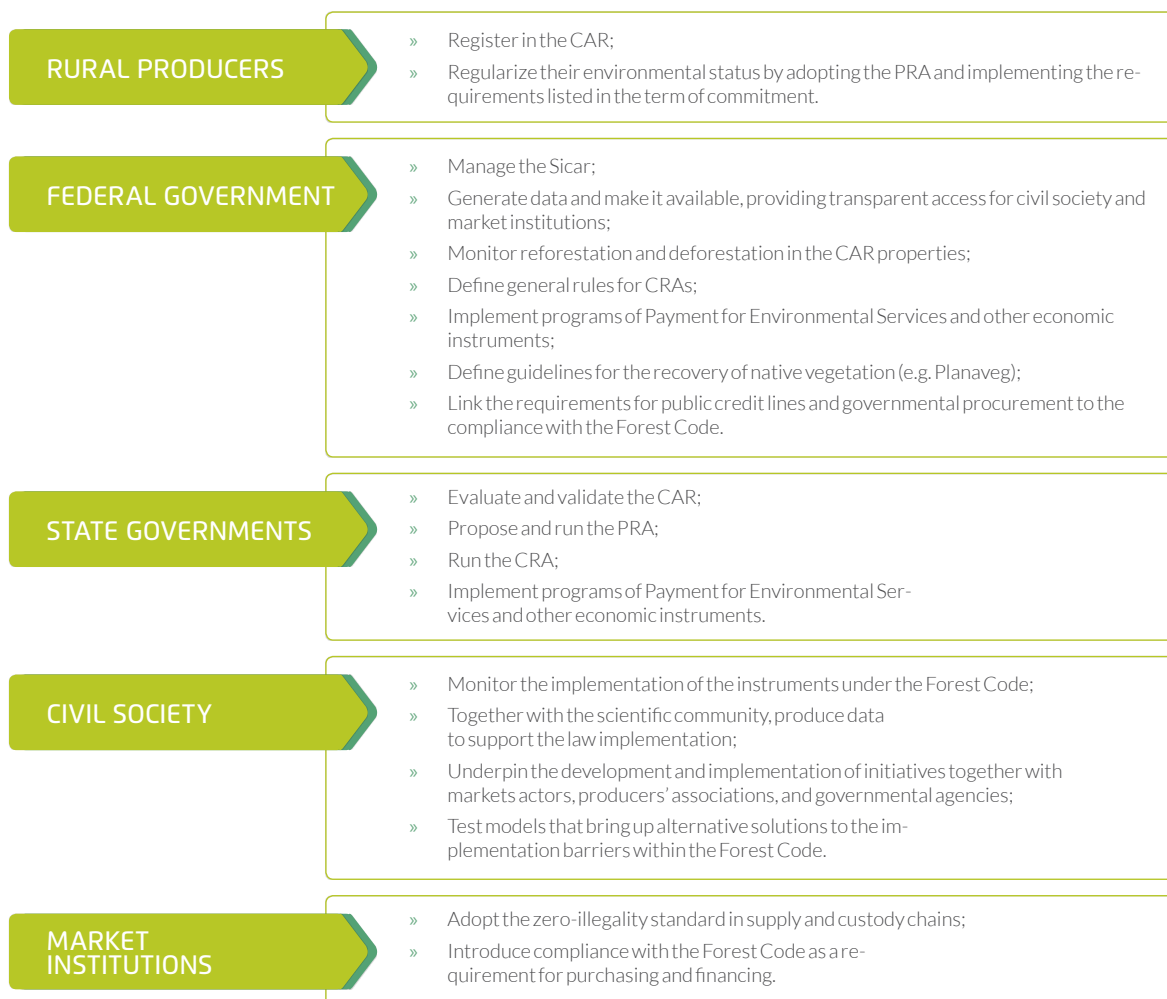 RURAL PRODUCERS
» Register in the CAR;
» Regularize their environmental status by adopting the PRA and implementing the re-
quirements listed in the term of commitment.
FEDERAL GOVERNMENT
» Manage the Sicar;
» Generate data and make it available, providing transparent access for civil society and
market institutions;
» Monitor reforestation and deforestation in the CAR properties;
» Define general rules for CRAs;
» Implement programs of Payment for Environmental Services and other economic
instruments;
» Define guidelines for the recovery of native vegetation (e.g. Planaveg);
» Link the requirements for public credit lines and governmental procurement to the
compliance with the Forest Code.
STATE GOVERNMENTS
» Evaluate and validate the CAR;
» Propose and run the PRA;
» Run the CRA;
» Implement programs of Payment for Environmental Ser-
vices and other economic instruments.
CIVIL SOCIETY
» Monitor the implementation of the instruments under the Forest Code;
» Together with the scientific community, produce data
to support the law implementation;
» Underpin the development and implementation of initiatives together with
markets actors, producers' associations, and governmental agencies;
» Test models that bring up alternative solutions to the im-
plementation barriers within the Forest Code.
MARKET
INSTITUTIONS
» Adopt the zero-illegality standard in supply and custody chains;
» Introduce compliance with the Forest Code as a re-
quirement for purchasing and financing.